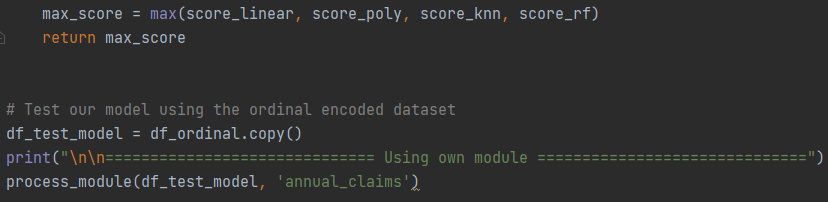 max_score = max(score_linear, score_poly, score_knn, score_rf)
return max_score
# Test our model using the ordinal encoded dataset
df_test_model = df_ordinal.copy()
print("\n\n============================== Using own module ==============================")
process_module(df_test_model, 'annual_claims')